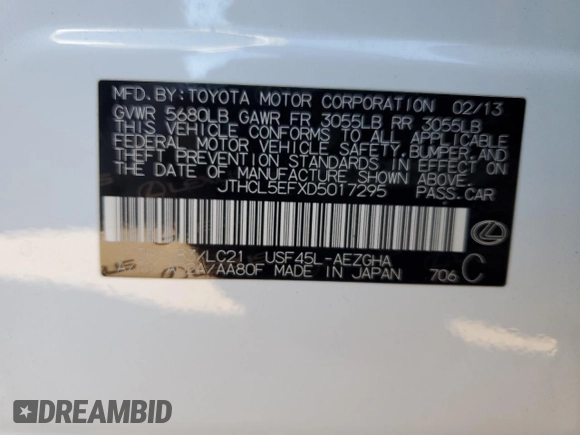 MFD. BY: TOYOTA MOTOR CORPORATION 02/13
GVWR 5680LB GAWR FR 3055LB RR 3055LB
THIS VEHICLE CONFORMS TO ALL APPLICABLE
FEDERAL MOTOR VEHICLE SAFETY, BUMPER, AND
THEFT PREVENTION STANDARDS IN EFFECT ON
THE DATE OF MANUFACTURE SHOWN ABOVE.
JTHCL5EFXD5017295 PASS. CAR
/LC21 USF45L-AEZGHA
A/AA80F MADE IN JAPAN 706 C
DREAMBID